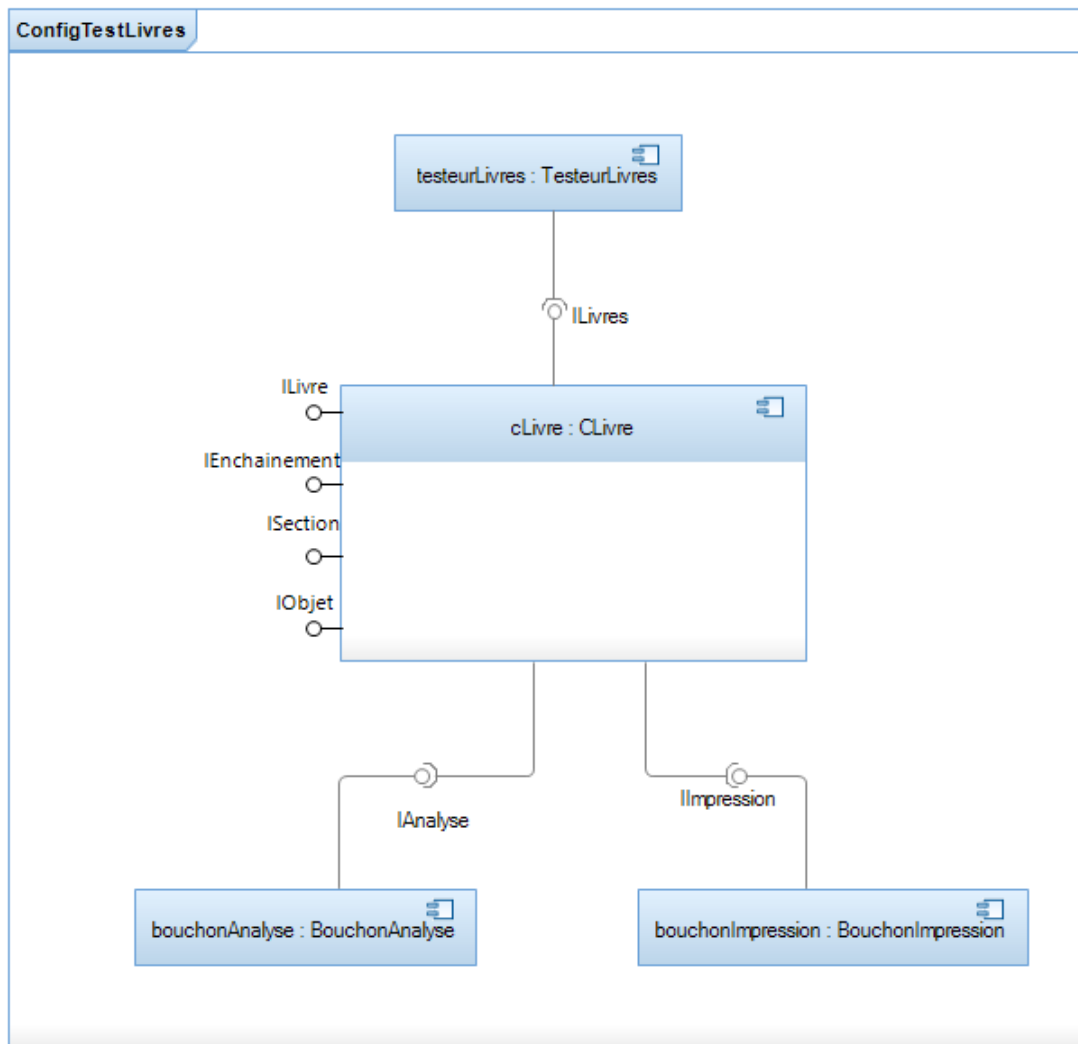 ConfigTestLivres
testeurLivres : TesteurLivres
ILivres
ILivre
cLivre : CLivre
IEnchainement
ISection
IObjet
IAnalyse
IImpression
bouchonAnalyse : BouchonAnalyse
bouchonImpression : BouchonImpression